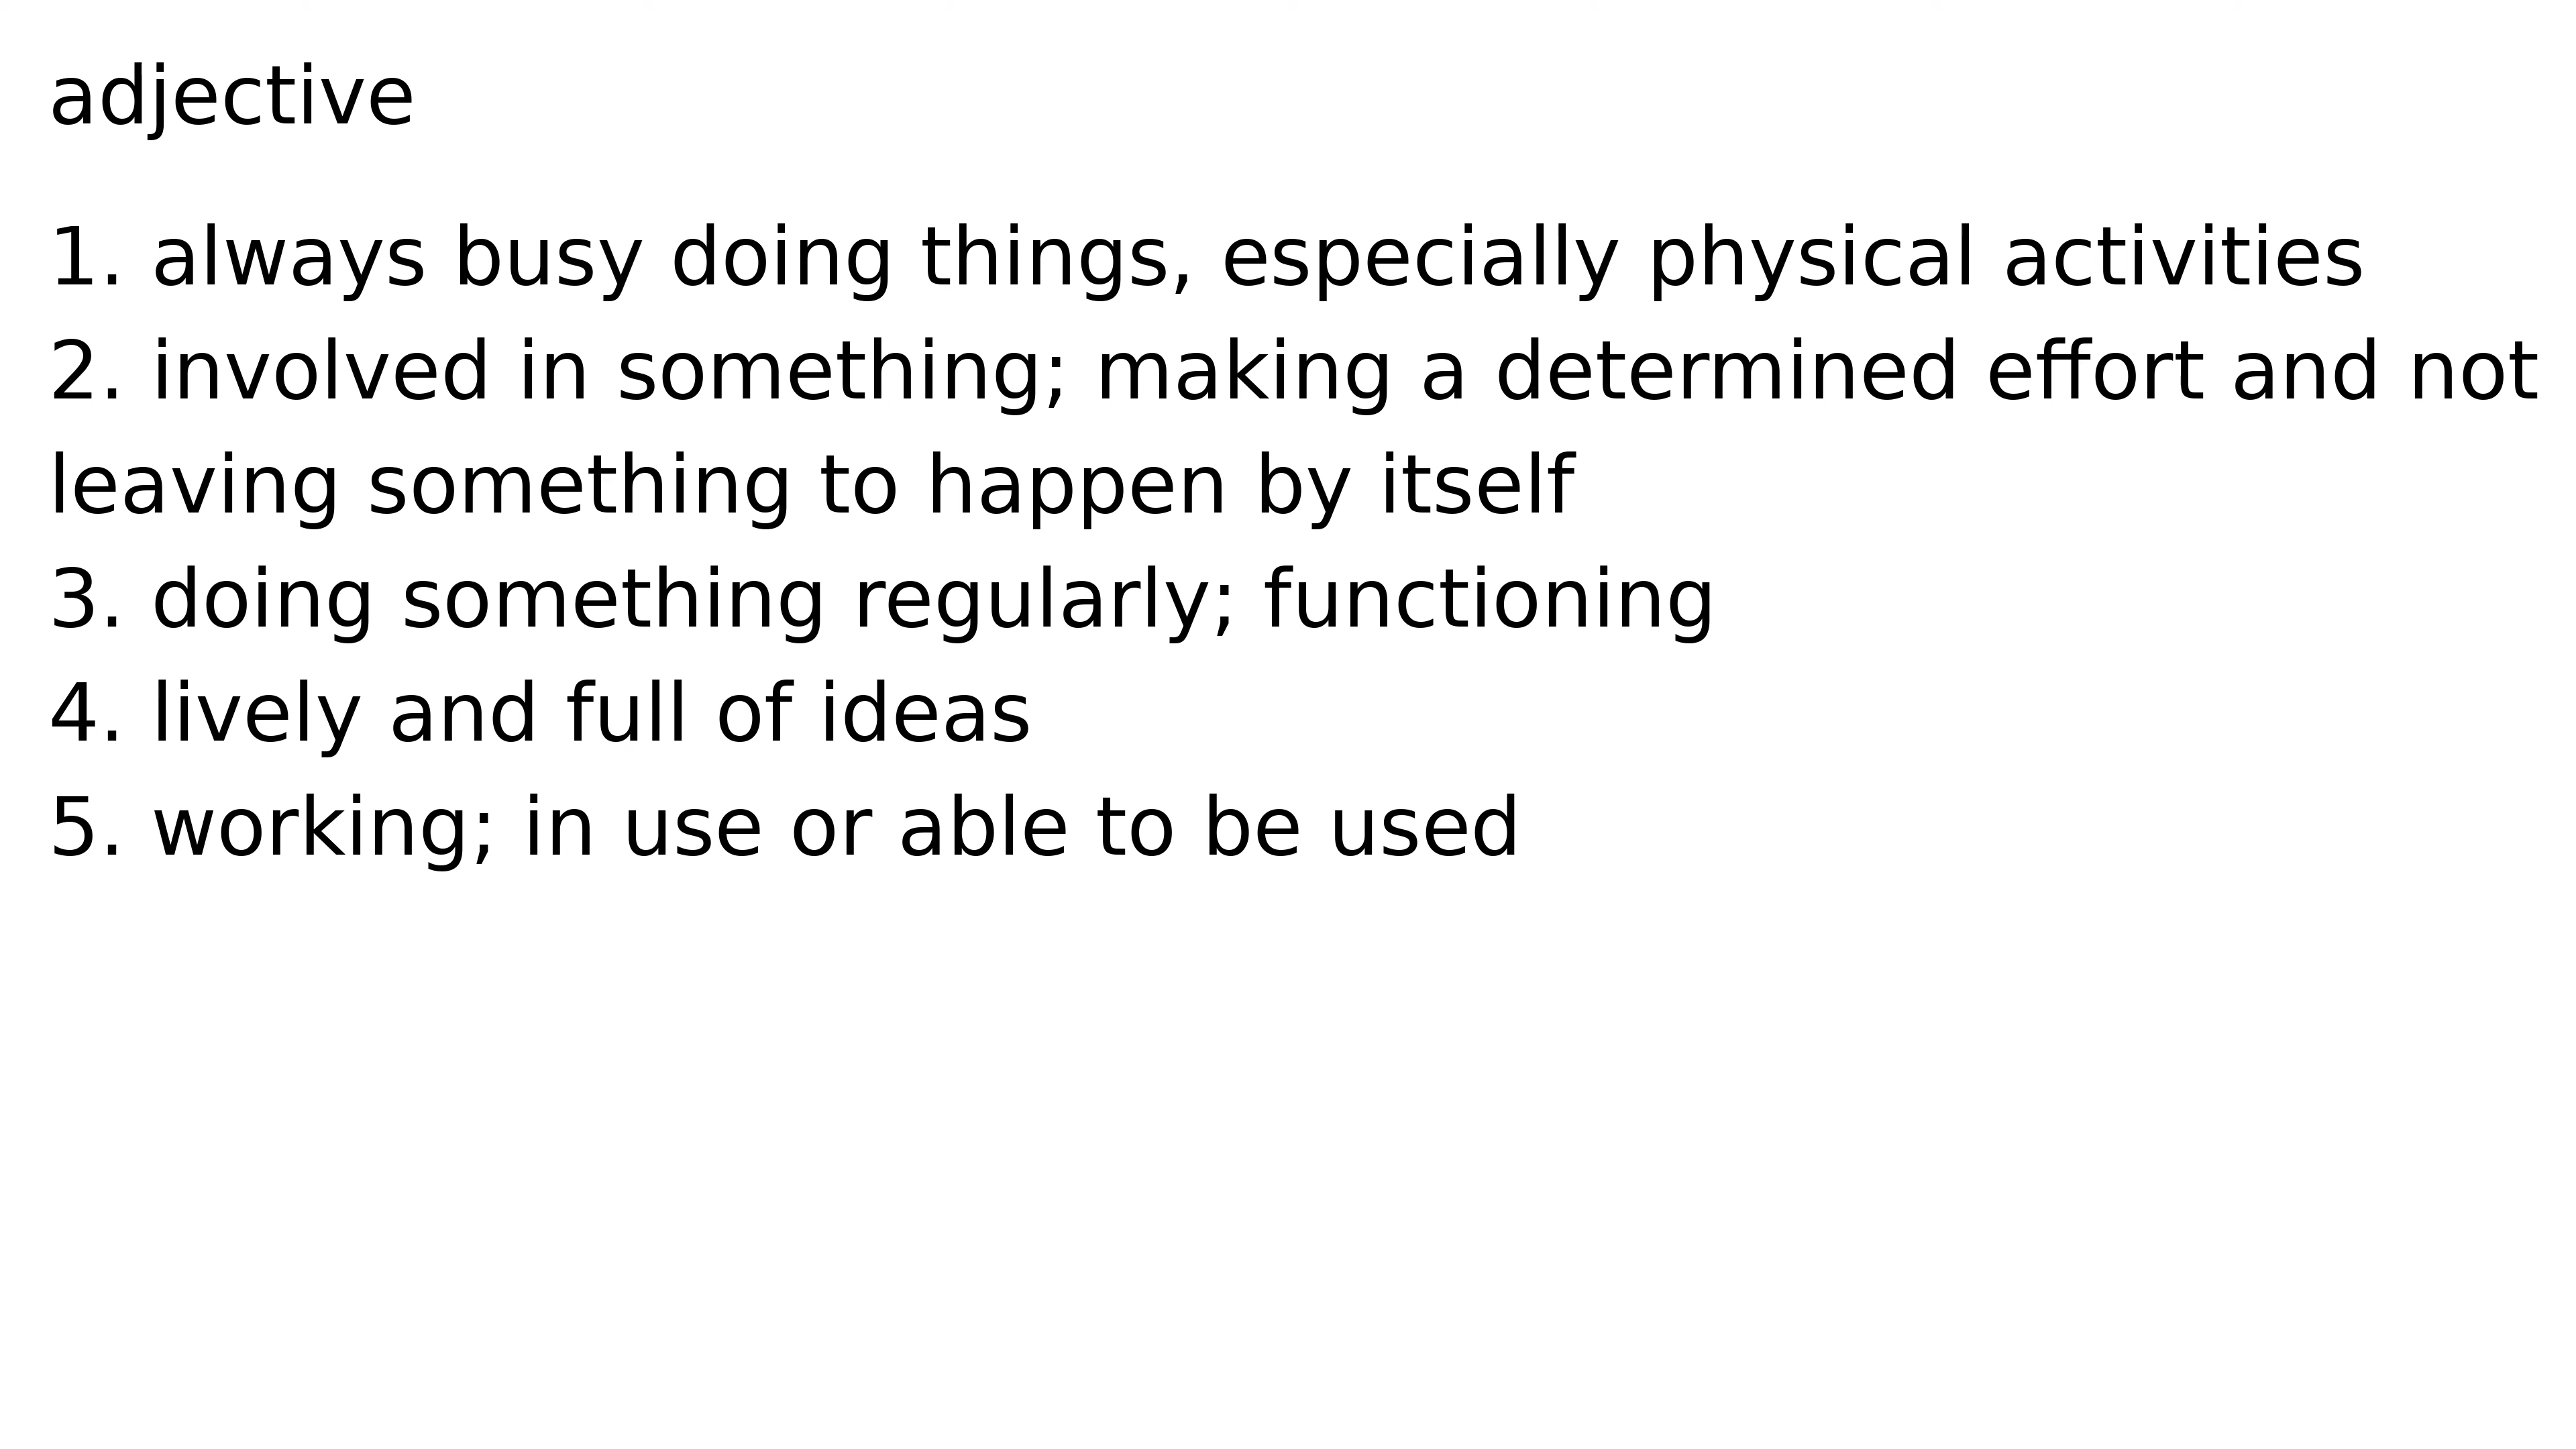 adjective
1. always busy doing things, especially physical activities
2. involved in something; making a determined effort and not
leaving something to happen by itself
3. doing something regularly; functioning
4. lively and full of ideas
5. working; in use or able to be used